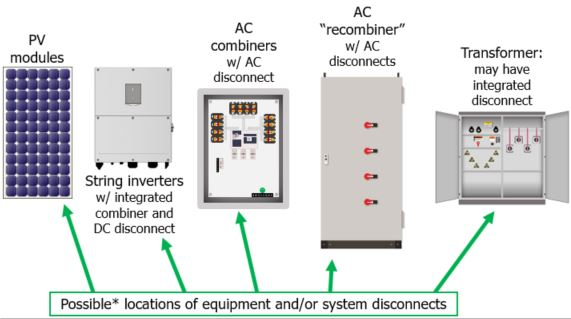 PV
modules
String inverters
w/ integrated
combiner and
DC disconnect
AC
combiners
w/ AC
disconnect
AC
“recombiner”
w/ AC
disconnects
Transformer:
may have
integrated
disconnect
Possible* locations of equipment and/or system disconnects